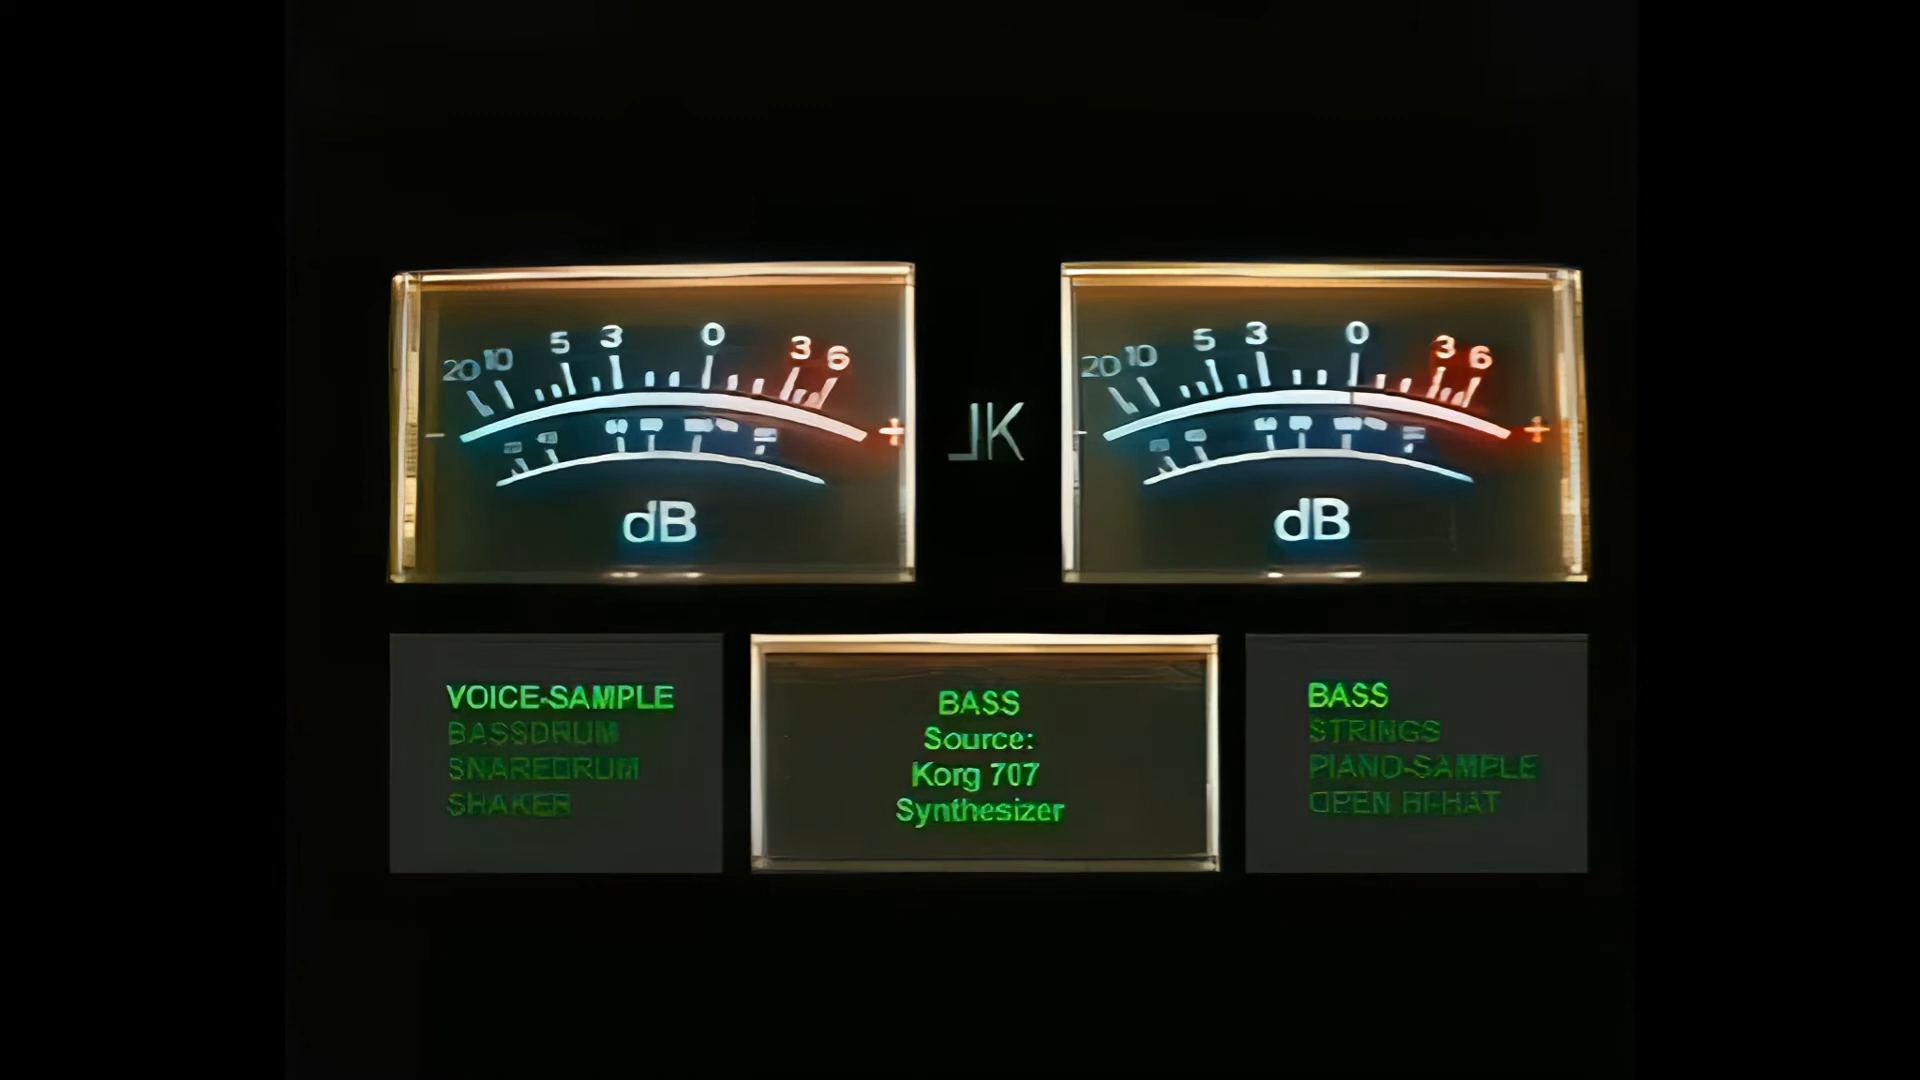 20 10 5 3 0 3 6
- +
dB
20 10 5 3 0 3 6
- +
dB
JK
VOICE-SAMPLE
BASSDRUM
SNAREDRUM
SHAKER
BASS
Source:
Korg 707
Synthesizer
BASS
STRINGS
PIANO-SAMPLE
OPEN HI-HAT